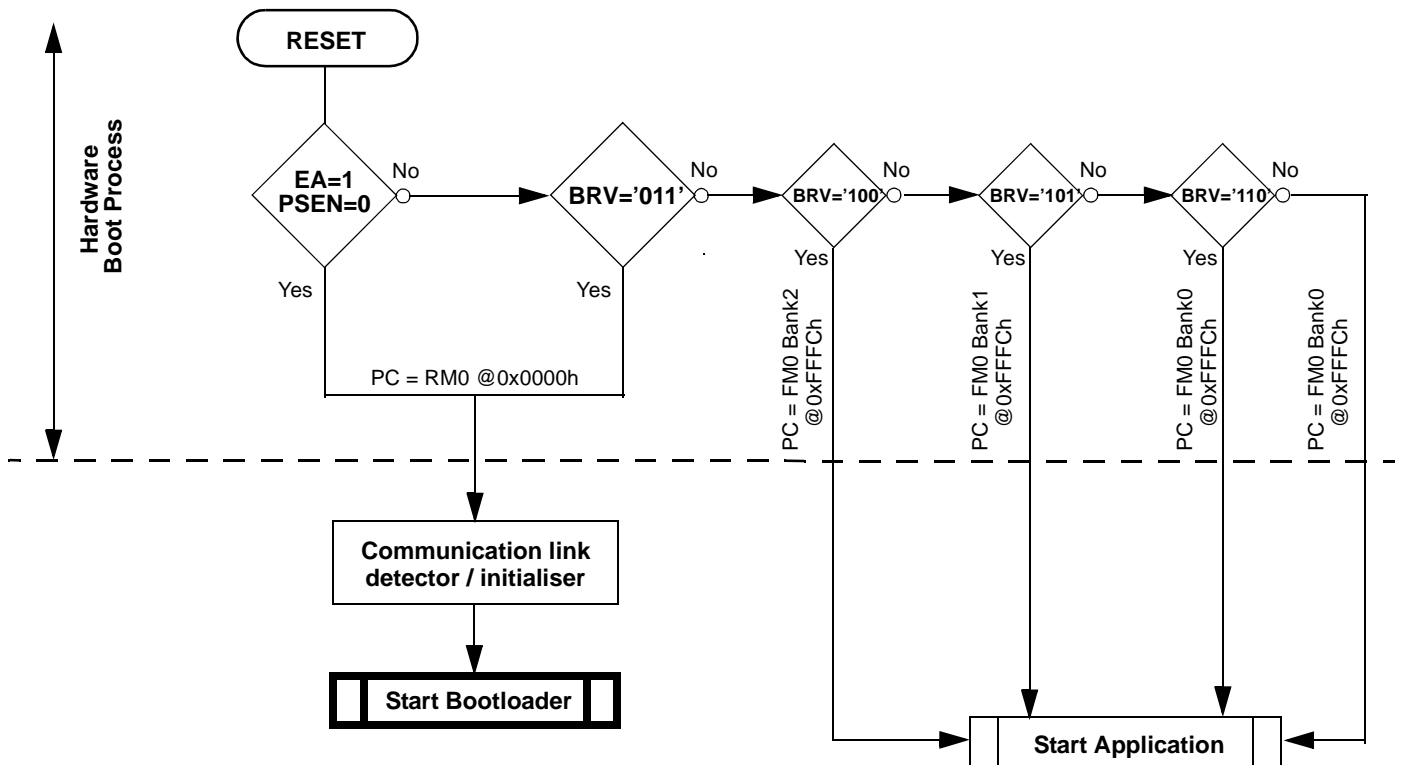 RESET
Hardware
Boot Process
EA=1
PSEN=0
No
BRV='011'
No
BRV='100'
No
BRV='101'
No
BRV='110'
No
Yes
Yes
Yes
Yes
Yes
PC = RM0 @0x0000h
PC = FM0 Bank2
@0xFFFCh
PC = FM0 Bank1
@0xFFFCh
PC = FM0 Bank0
@0xFFFCh
PC = FM0 Bank0
@0xFFFCh
Communication link
detector / initialiser
Start Bootloader
Start Application